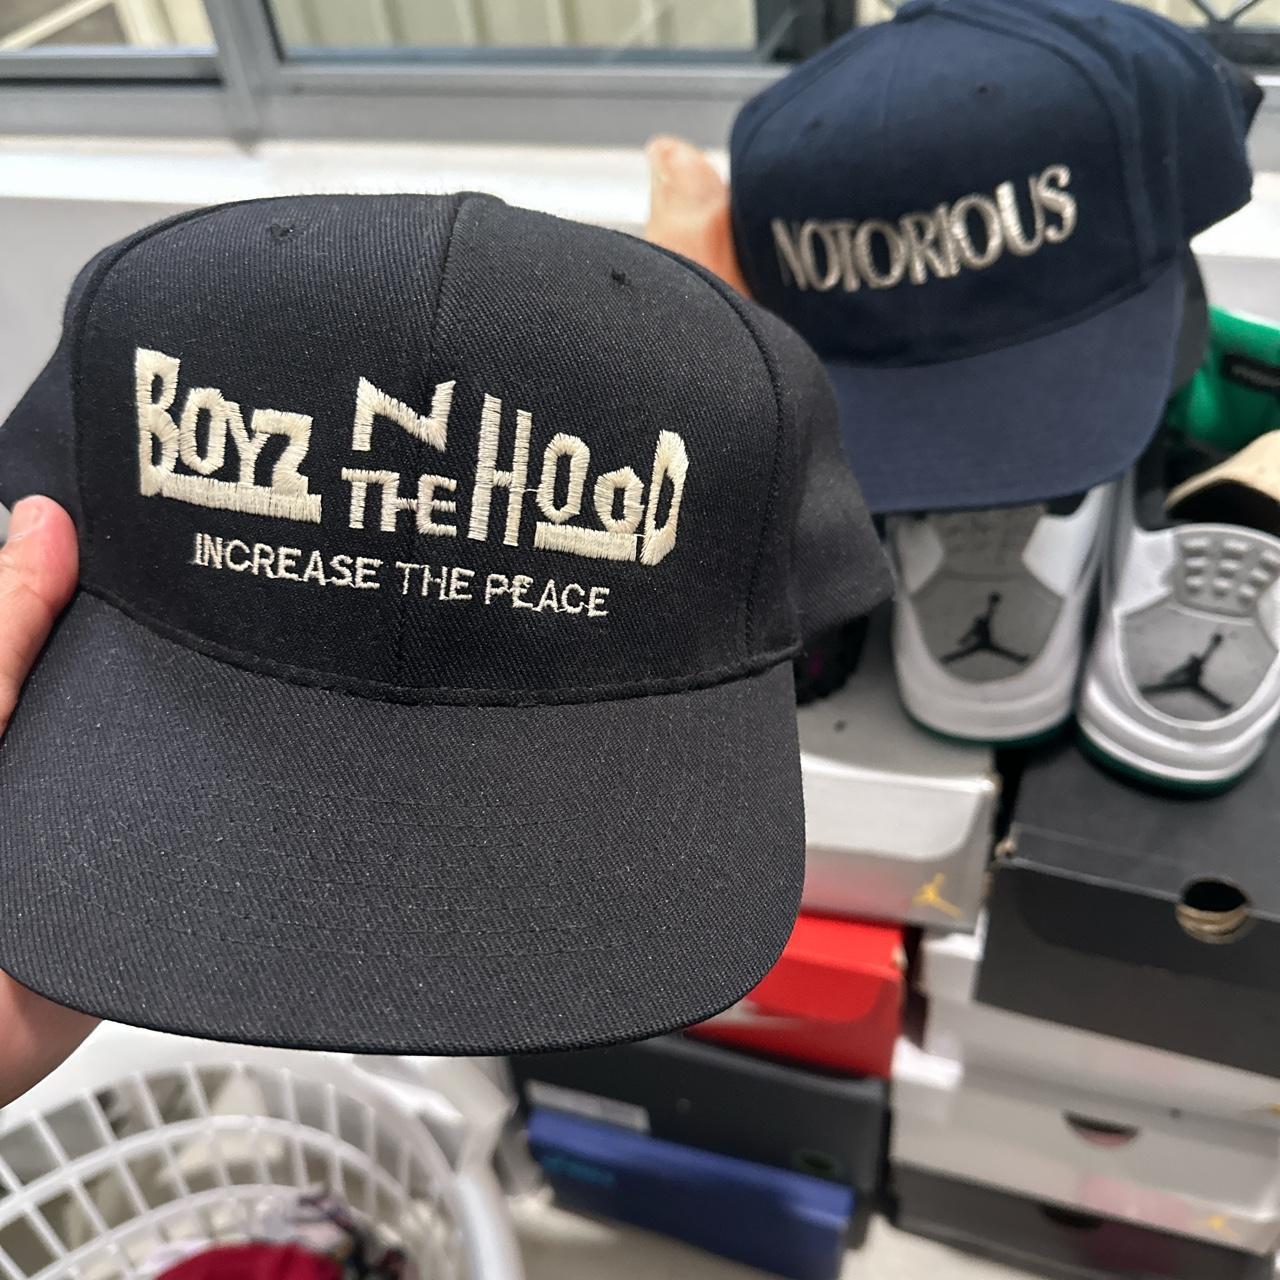 BOYZ N THE HOOD
INCREASE THE PEACE
NOTORIOUS